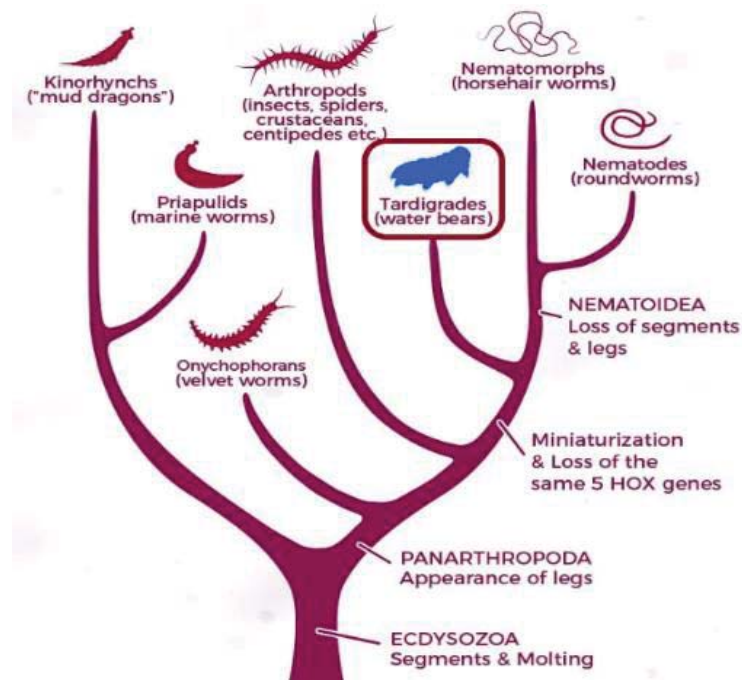 Kinorhynchs
("mud dragons")
Arthropods
(insects, spiders,
crustaceans,
centipedes etc.)
Nematomorphs
(horsehair worms)
Priapulids
(marine worms)
Tardigrades
(water bears)
Nematodes
(roundworms)
Onychophorans
(velvet worms)
NEMATOIDEA
Loss of segments
& legs
Miniaturization
& Loss of the
same 5 HOX genes
PANARTHROPODA
Appearance of legs
ECDYSOZOA
Segments & Molting